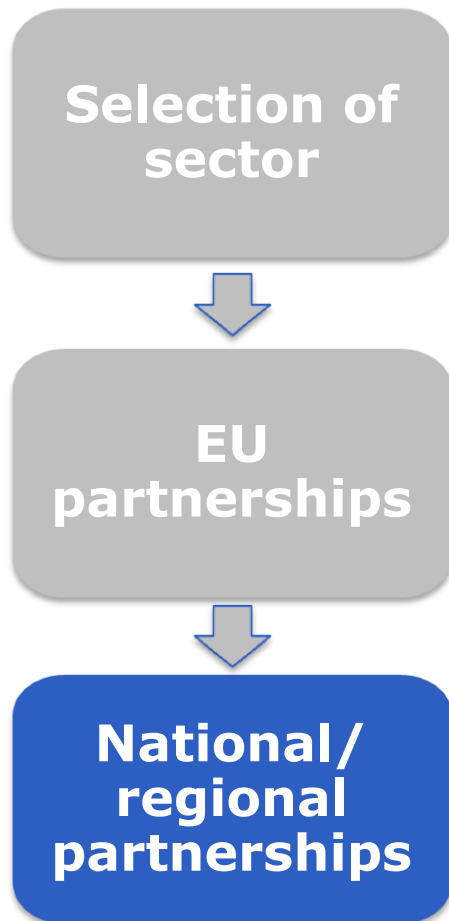 Selection of
sector
EU
partnerships
National/
regional
partnerships